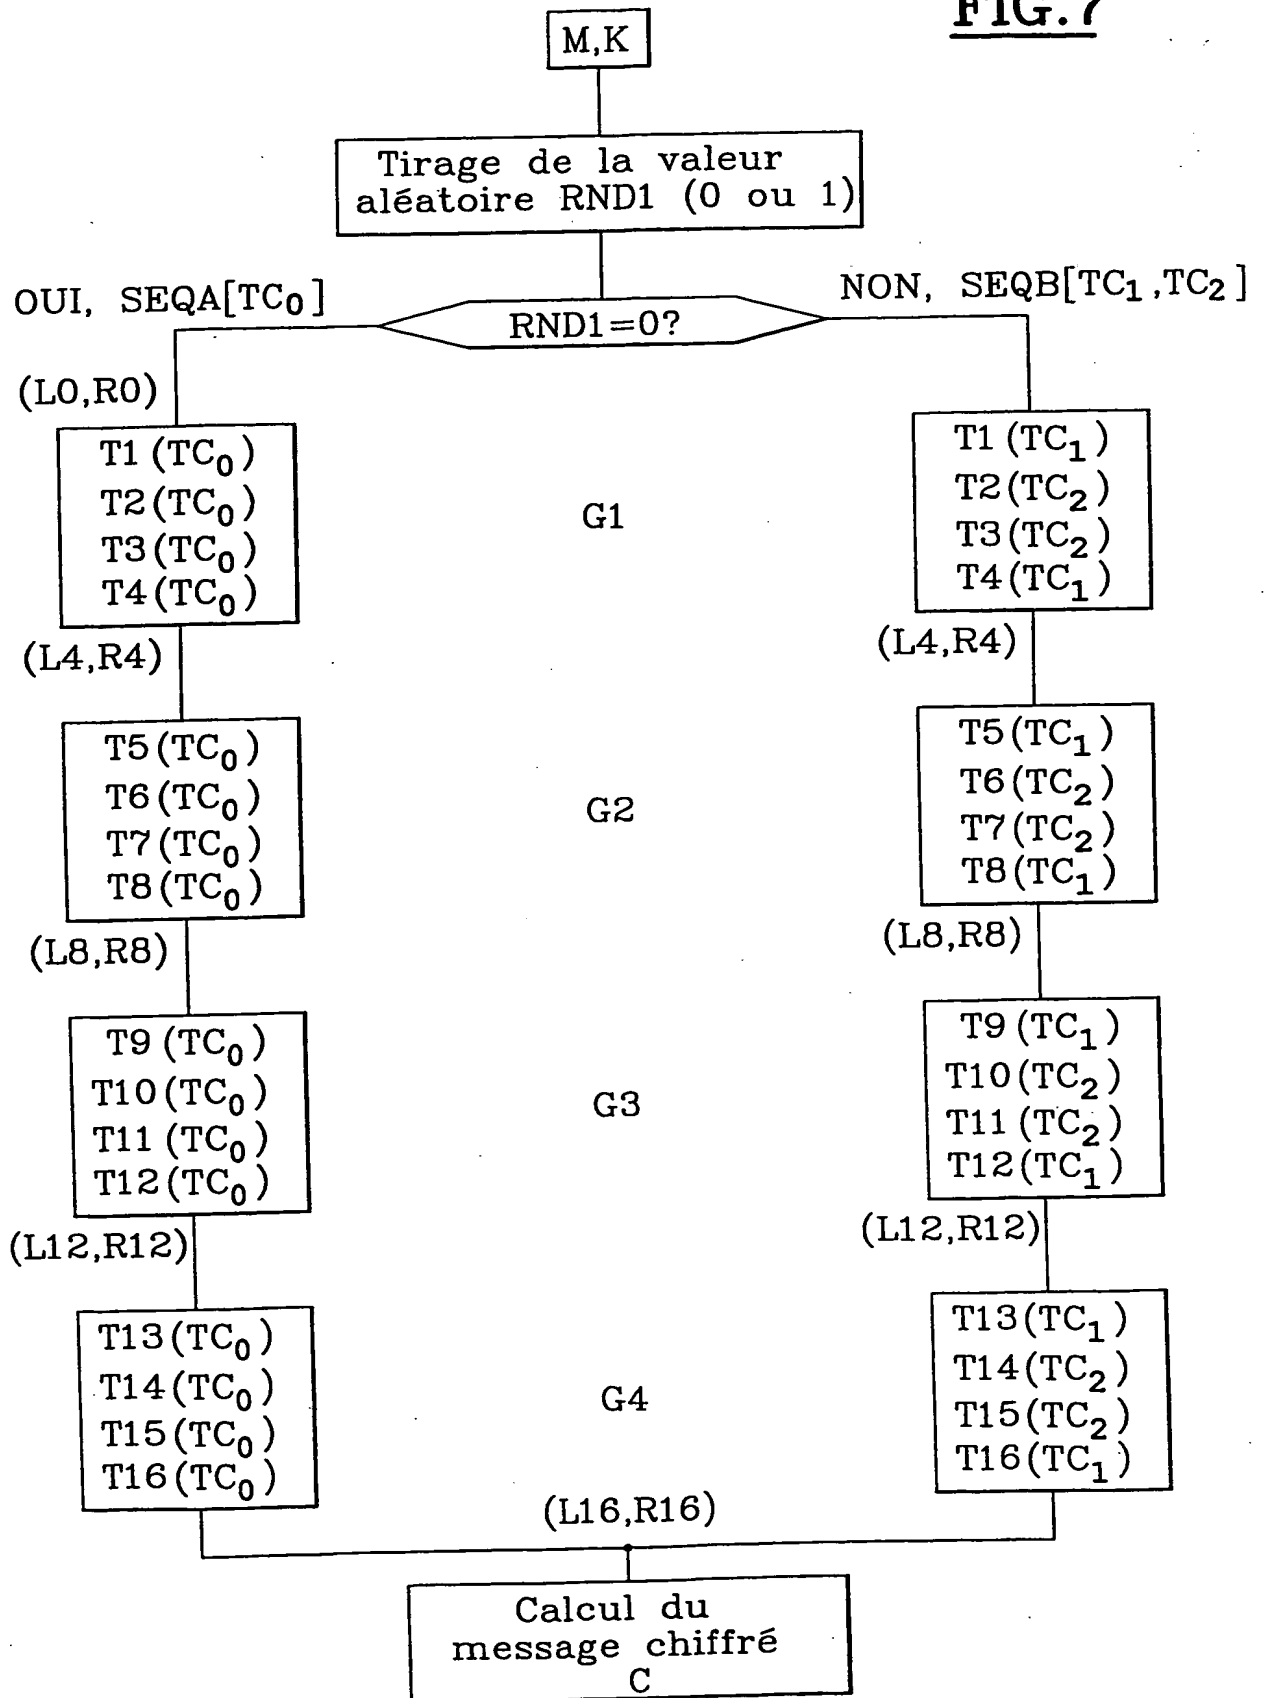 FIG.7
M,K
Tirage de la valeur
aléatoire RND1 (0 ou 1)
OUI, SEQA[TC₀]
NON, SEQB[TC₁,TC₂]
RND1=0?
(L0,R0)
T1(TC₀)
T2(TC₀)
T3(TC₀)
T4(TC₀)
G1
T1(TC₁)
T2(TC₂)
T3(TC₂)
T4(TC₁)
(L4,R4)
(L4,R4)
T5(TC₀)
T6(TC₀)
T7(TC₀)
T8(TC₀)
G2
T5(TC₁)
T6(TC₂)
T7(TC₂)
T8(TC₁)
(L8,R8)
(L8,R8)
T9(TC₀)
T10(TC₀)
T11(TC₀)
T12(TC₀)
G3
T9(TC₁)
T10(TC₂)
T11(TC₂)
T12(TC₁)
(L12,R12)
(L12,R12)
T13(TC₀)
T14(TC₀)
T15(TC₀)
T16(TC₀)
G4
T13(TC₁)
T14(TC₂)
T15(TC₂)
T16(TC₁)
(L16,R16)
Calcul du
message chiffré
C